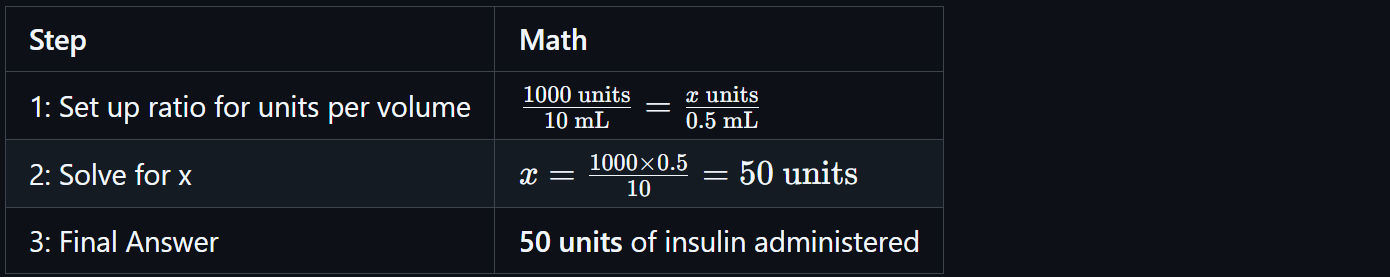 Step Math
1: Set up ratio for units per volume 1000 units / 10 mL = x units / 0.5 mL
2: Solve for x x = 1000×0.5 / 10 = 50 units
3: Final Answer 50 units of insulin administered